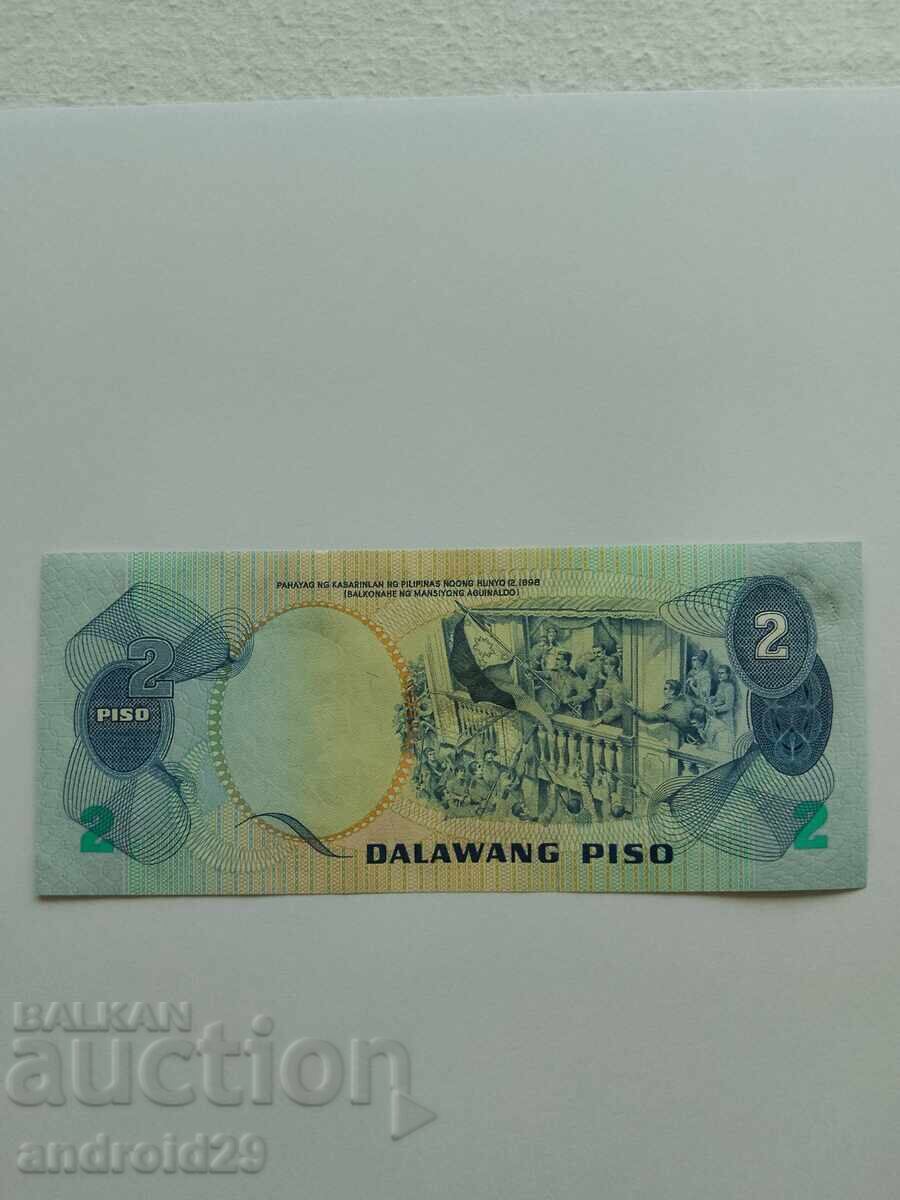 PAHAYAG NG KASARINLAN NG PILIPINAS NOONG HUNYO 12, 1898
(BALKONAHE NG MANSIYONG AGUINALDO)
2
2
PISO
2
2
DALAWANG PISO
BALKAN
auction
android29